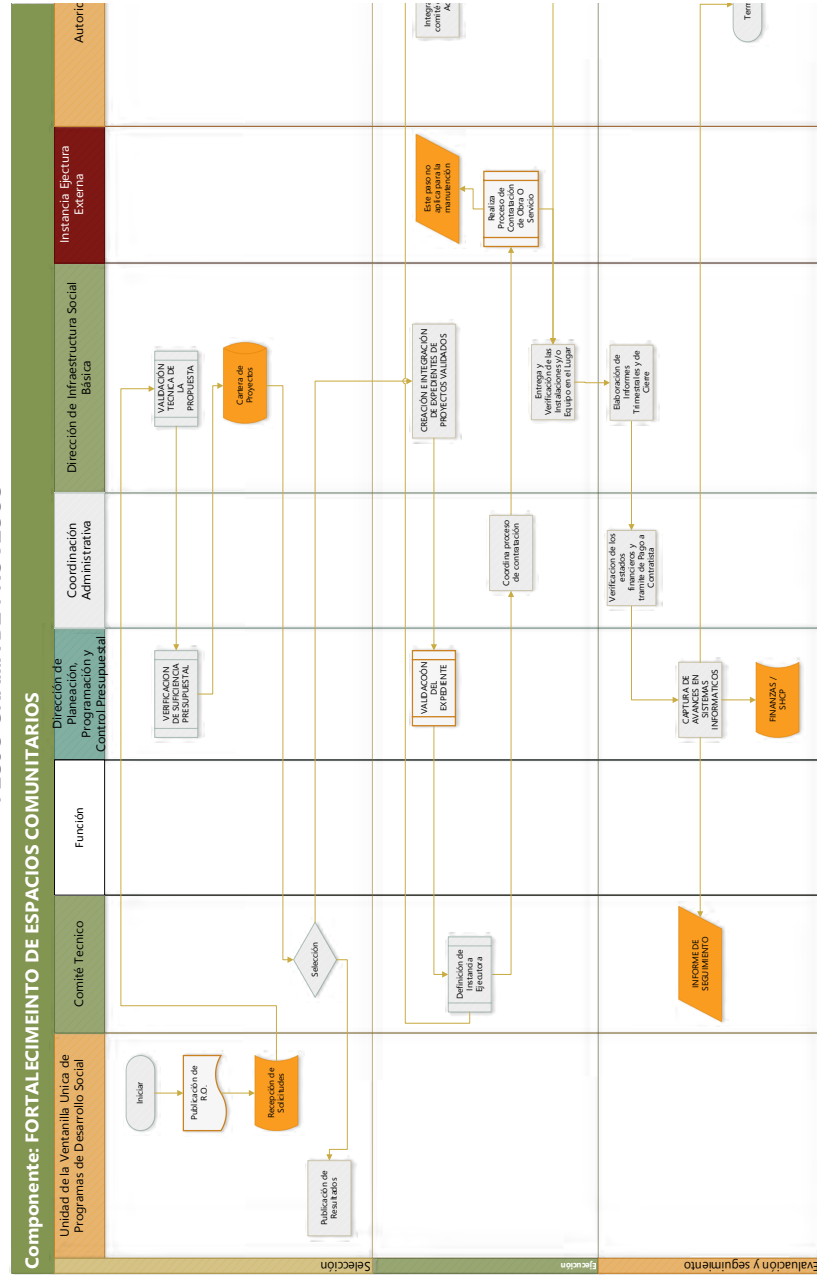 Componente: FORTALECIMEINTO DE ESPACIOS COMUNITARIOS
Unidad de la Ventanilla Unica de
Programas de Desarrollo Social
Comité Tecnico
Función
Dirección de
Planeación,
Programación y
Control Presupuestal
Coordinación
Administrativa
Dirección de Infraestructura Social
Básica
Instancia Ejectura
Externa
Selección
Iniciar
Publicación de
R.O.
Recepción de
Solicitudes
Publicación de
Resultados
Selección
VERIFICACION
DE SUFICIENCIA
PRESUPUESTAL
VALIDACIÓN
TECNICA DE
LA
PROPUESTA
Cartera de
Proyectos
Ejecución
Definición de
Instancia
Ejecutora
VALIDACOÓN
DEL
EXPEDIENTE
Coordina proceso
de contratación
CREACIÓN E INTEGRACIÓN
DE EXPEDIENTES DE
PROYECTOS VALIDADOS
Entrega y
Verificación de las
Instalaciones y/o
Equipo en el Lugar
Este paso no
aplica para la
manutención
Realiza
Proceso de
Contratación
de Obra O
Servicio
comité
Evaluación y seguimiento
INFORME DE
SEGUIMIENTO
CAPTURA DE
AVANCES EN
SISTEMAS
INFORMATICOS
FINANZAS /
SHCP
Verificacion de los
estados
financieros y
tramite de Pago a
Contratista
Elaboración de
Informes
Trimestrales y de
Cierre